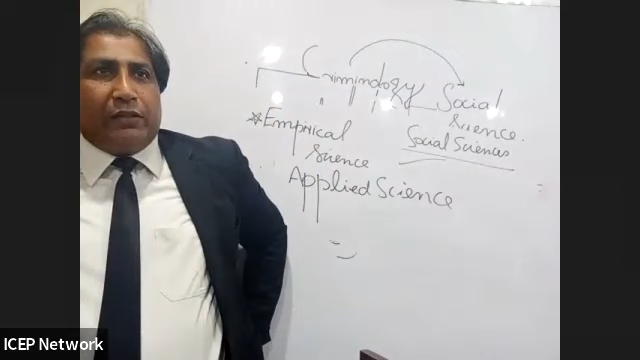 Criminology
Social
Science.
Social Sciences
*Empirical
Science
Applied Science
ICEP Network